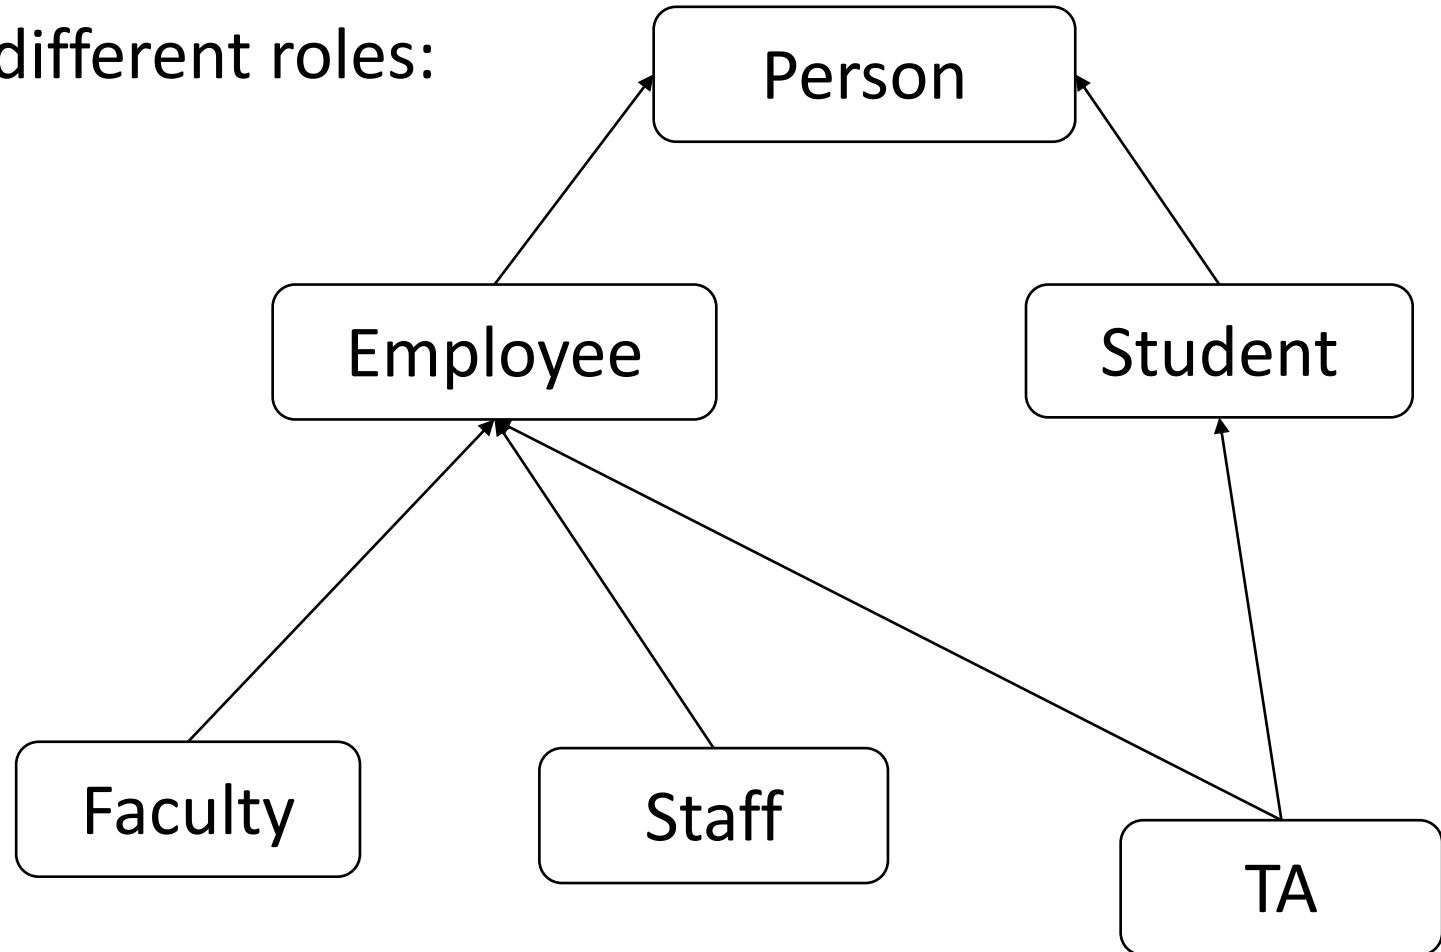 different roles:
Person
Employee
Student
Faculty
Staff
TA